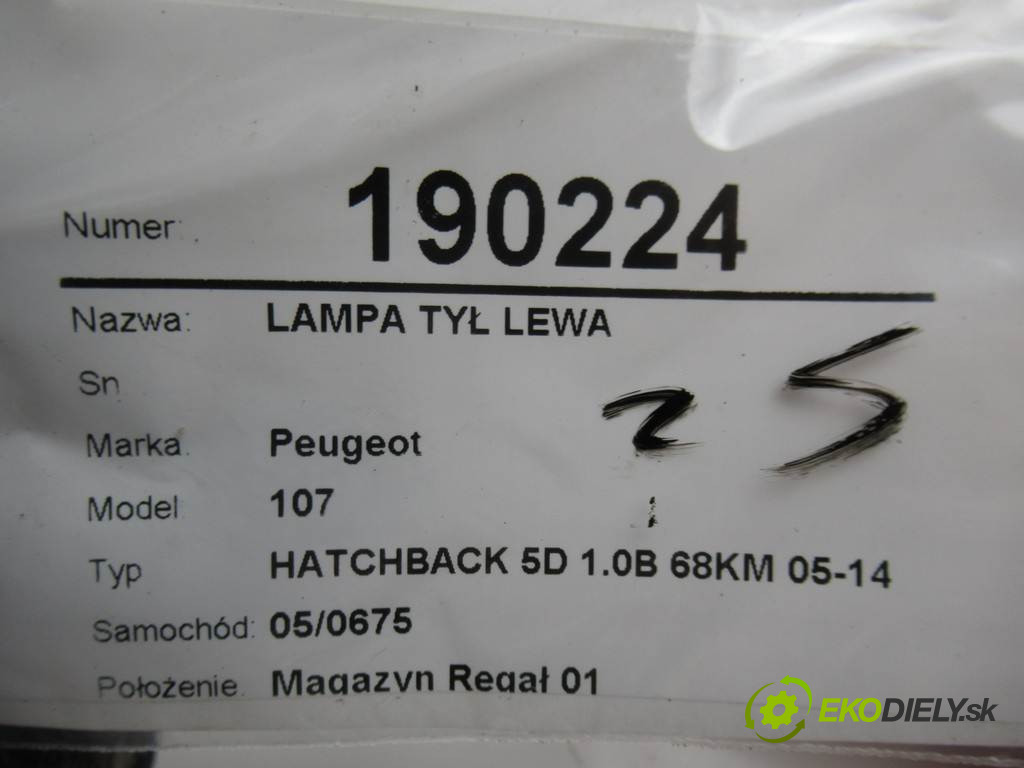 Numer: 190224
Nazwa: LAMPA TYŁ LEWA
Sn
25
Marka Peugeot
Model 107
Typ HATCHBACK 5D 1.0B 68KM 05-14
Samochód: 05/0675
Położenie Magazyn Regał 01
EKODIELY.sk